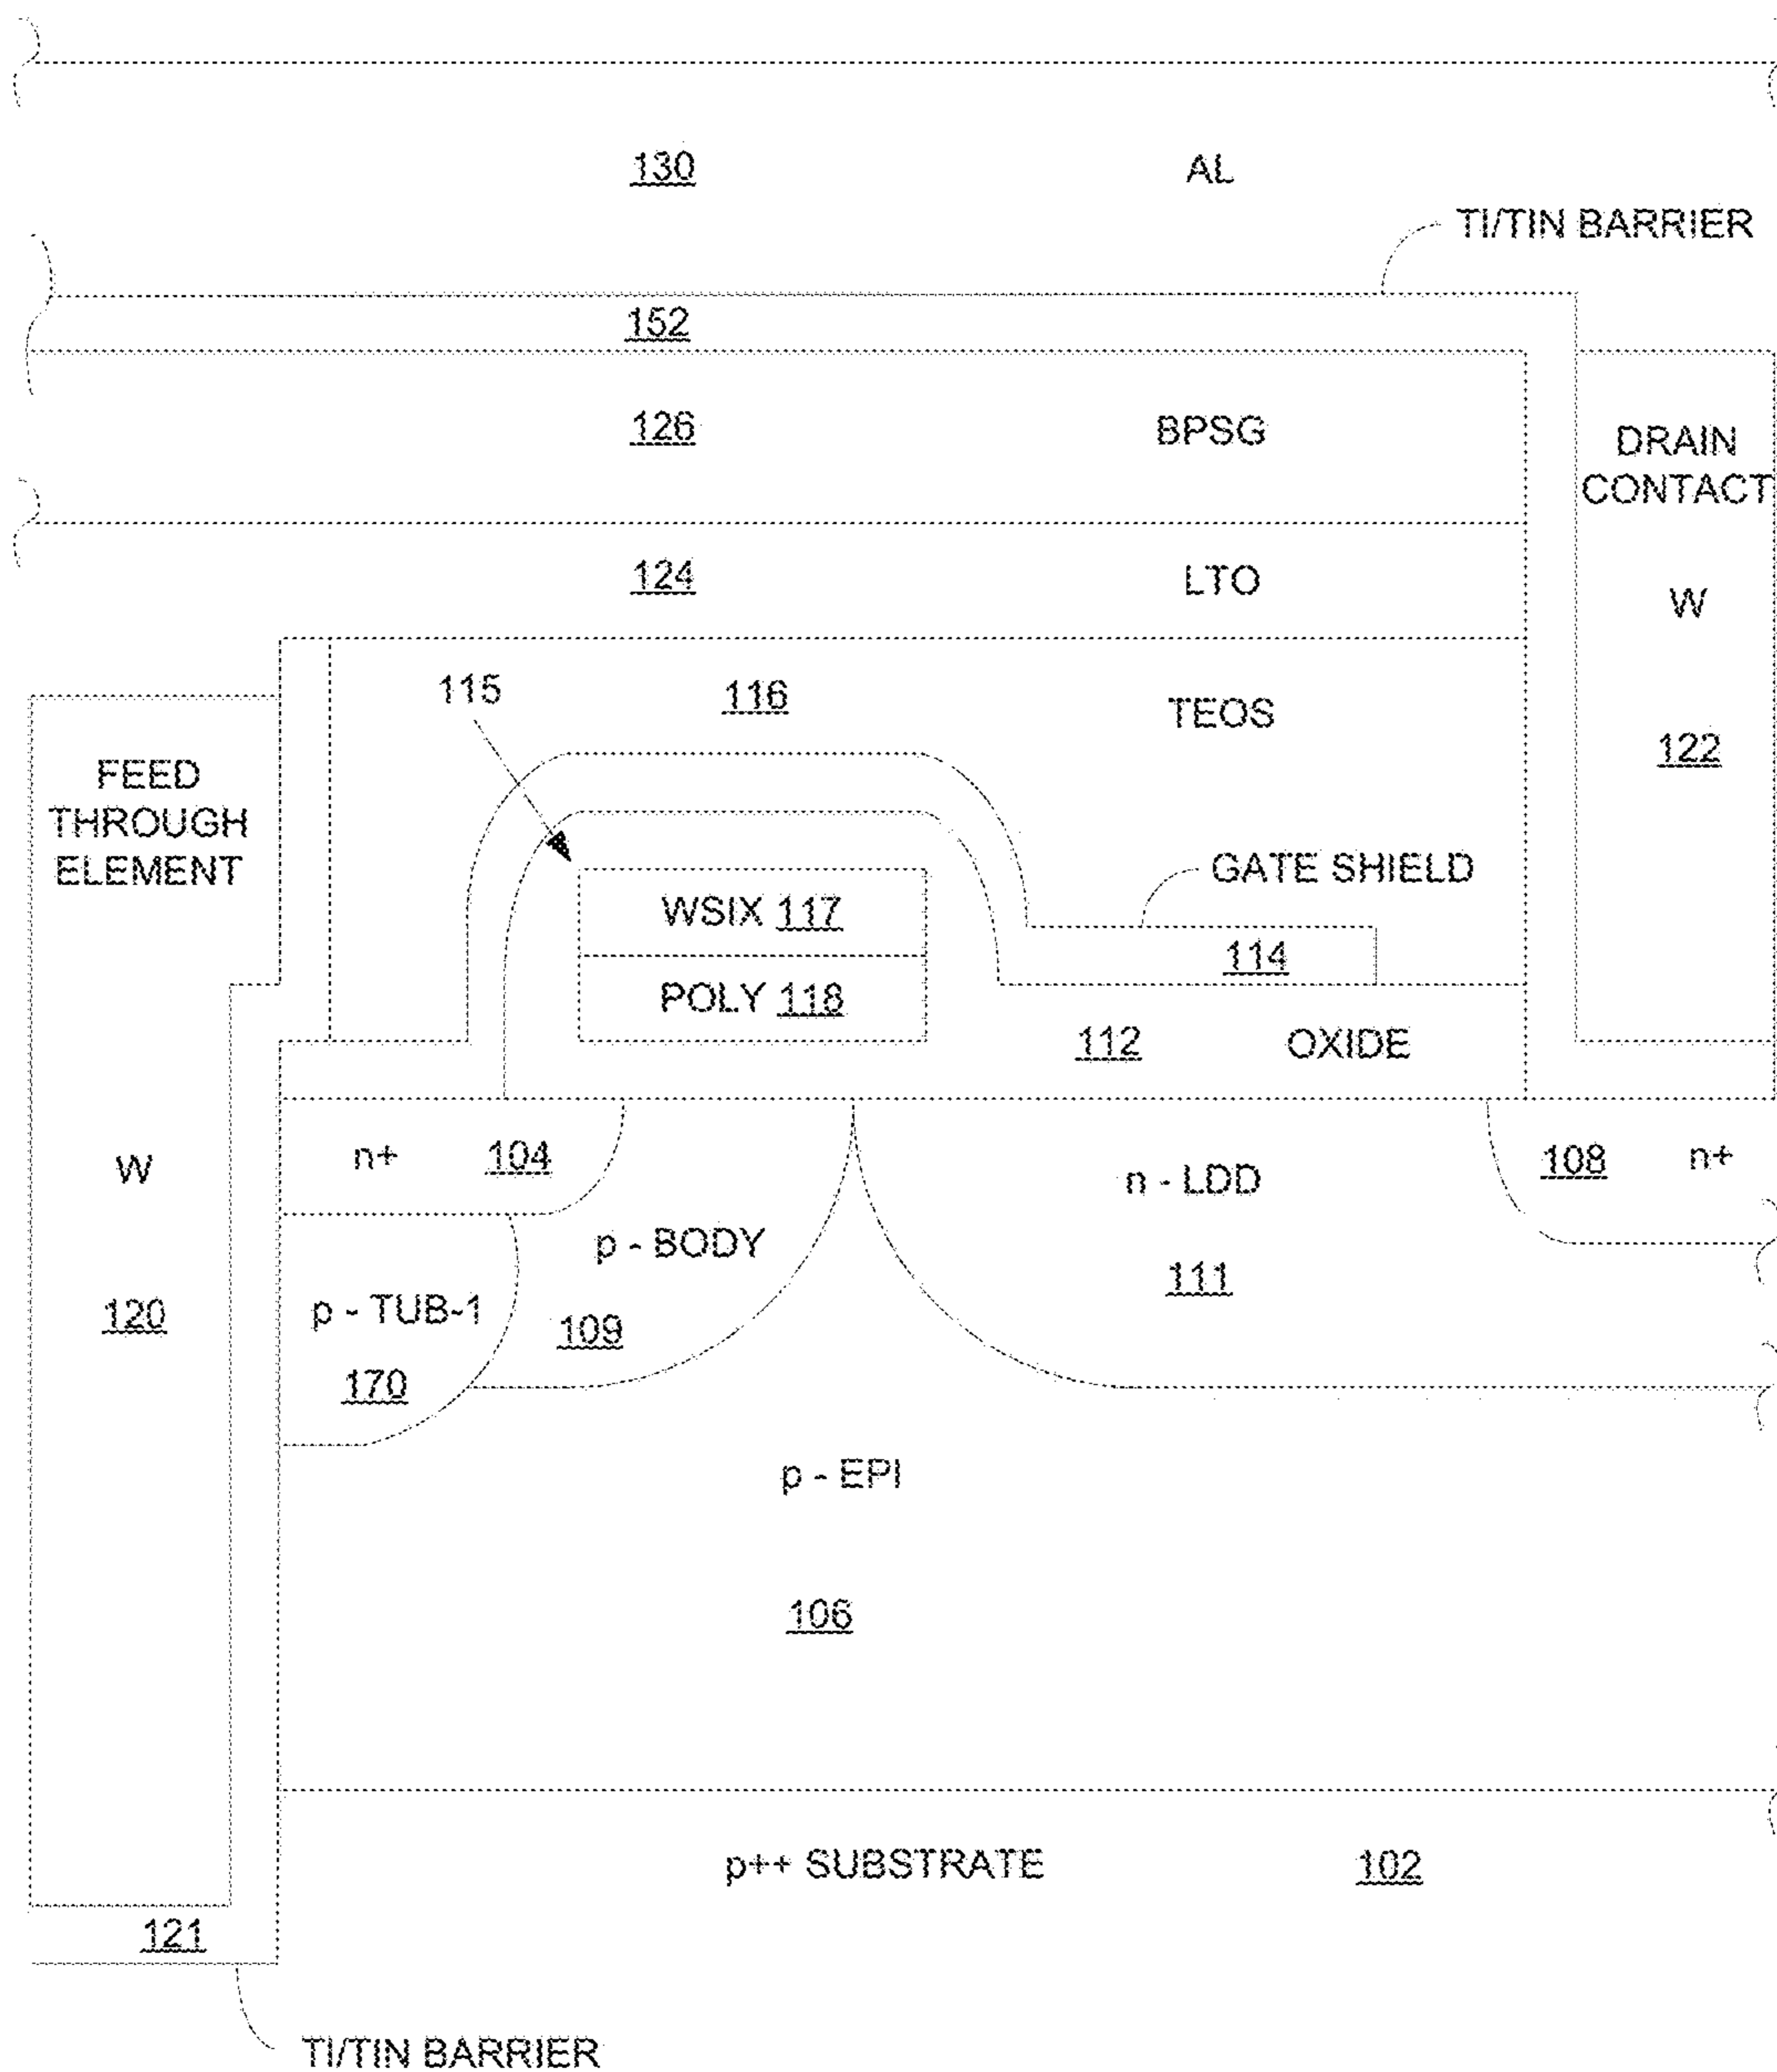 130 AL
TI/TIN BARRIER
152
126 BPSG
DRAIN
CONTACT
124 LTO
W
115 116 TEOS
122
FEED
THROUGH
ELEMENT
GATE SHIELD
WSIX 117
114
POLY 118
112 OXIDE
W n+ 104 108 n+
n - LDD
p - BODY
111
p - TUB-1
120
109
170
p - EPI
106
p++ SUBSTRATE 102
121
TI/TIN BARRIER